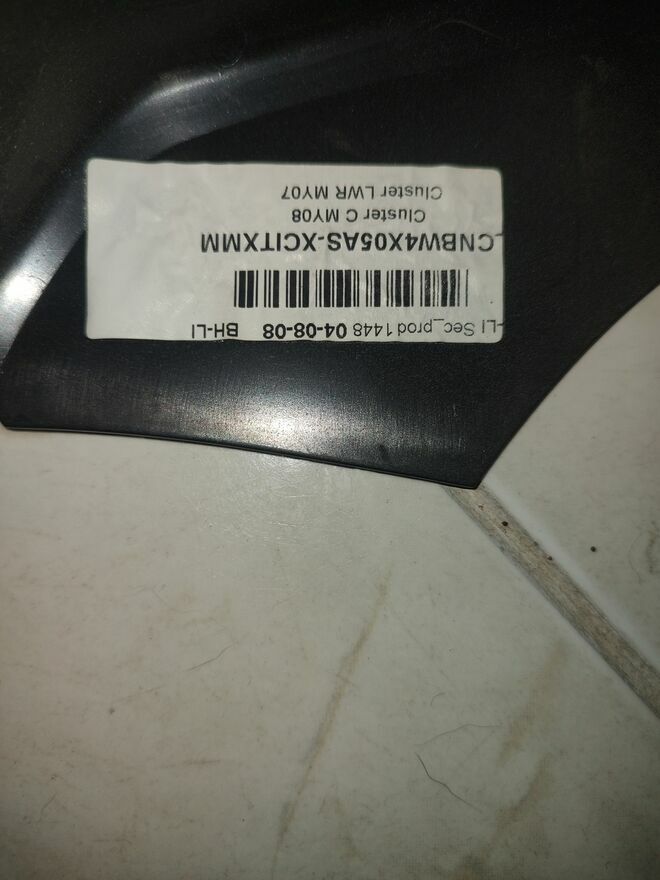 -LI Sec_prod 1448 04-08-08 BH-LI
CNBW4X05AS-XCITXMM
Cluster C MY08
Cluster LWR MY07